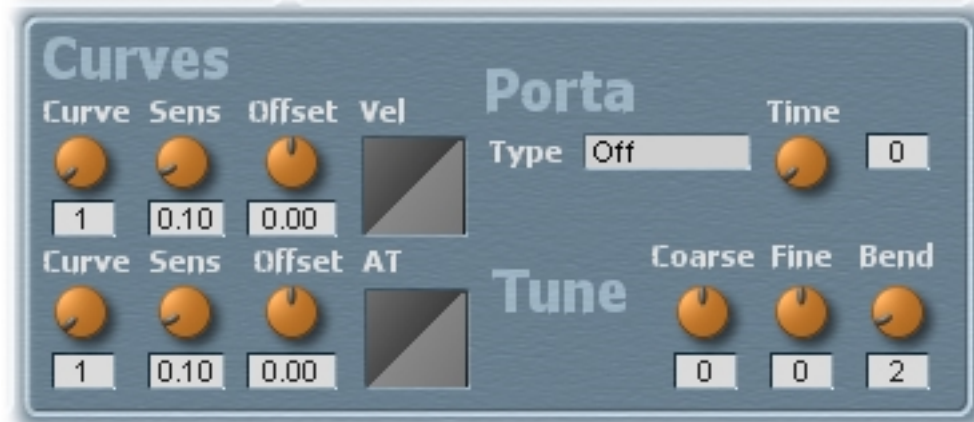 Curves
Curve Sens Offset Vel
1 0.10 0.00
Curve Sens Offset AT
1 0.10 0.00
Porta
Time
Type Off 0
Tune
Coarse Fine Bend
0 0 2